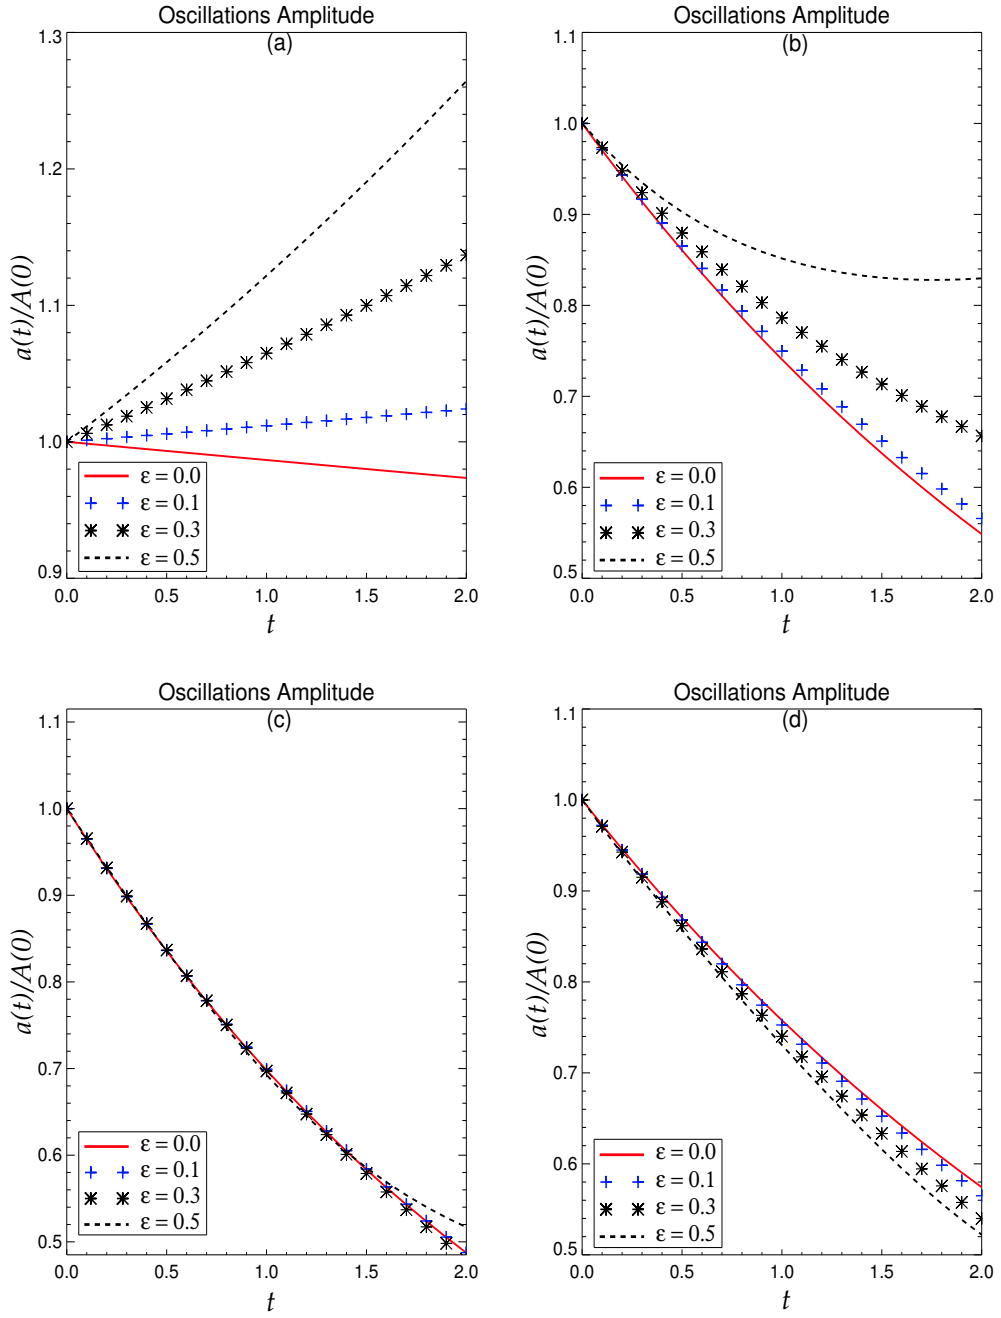 Oscillations Amplitude
(a)
1.3
1.2
1.1
1.0
0.9
a(t)/A(0)
ε = 0.0
ε = 0.1
ε = 0.3
ε = 0.5
0.0 0.5 1.0 1.5 2.0
t
Oscillations Amplitude
(b)
1.1
1.0
0.9
0.8
0.7
0.6
0.5
a(t)/A(0)
ε = 0.0
ε = 0.1
ε = 0.3
ε = 0.5
0.0 0.5 1.0 1.5 2.0
t
Oscillations Amplitude
(c)
1.1
1.0
0.9
0.8
0.7
0.6
0.5
a(t)/A(0)
ε = 0.0
ε = 0.1
ε = 0.3
ε = 0.5
0.0 0.5 1.0 1.5 2.0
t
Oscillations Amplitude
(d)
1.1
1.0
0.9
0.8
0.7
0.6
0.5
a(t)/A(0)
ε = 0.0
ε = 0.1
ε = 0.3
ε = 0.5
0.0 0.5 1.0 1.5 2.0
t